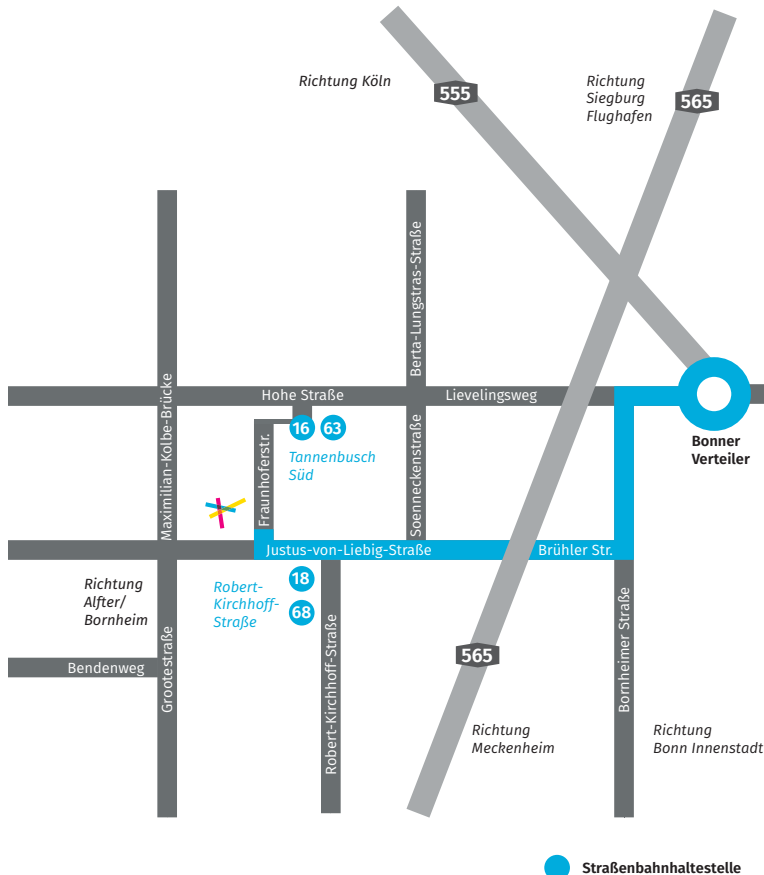 Richtung Köln
555
Richtung
Siegburg
Flughafen
565
Maximilian-Kolbe-Brücke
Berta-Lungstras-Straße
Hohe Straße
Lievelingsweg
16
63
Tannenbusch
Süd
Fraunhoferstr.
Soenneckenstraße
Bonner
Verteiler
Justus-von-Liebig-Straße
Brühler Str.
Richtung
Alfter/
Bornheim
Robert-
Kirchhoff-
Straße
18
68
Grootestraße
Bendenweg
Robert-Kirchhoff-Straße
565
Bornheimer Straße
Richtung
Meckenheim
Richtung
Bonn Innenstadt
Straßenbahnhaltestelle